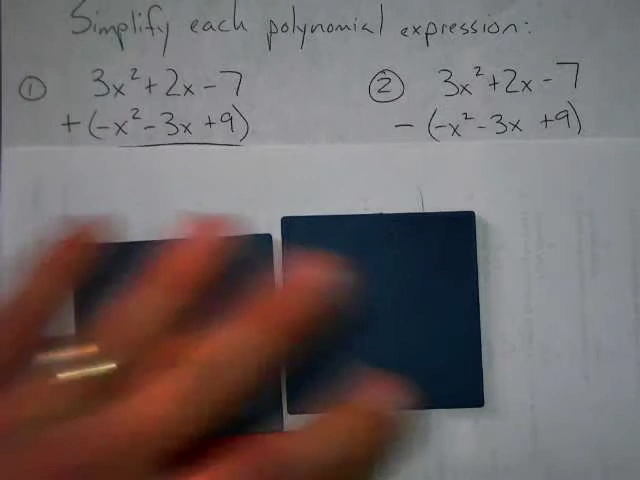 Simplify each polynomial expression:
① 3x² + 2x - 7
+ (-x² - 3x + 9)
② 3x² + 2x - 7
- (-x² - 3x + 9)